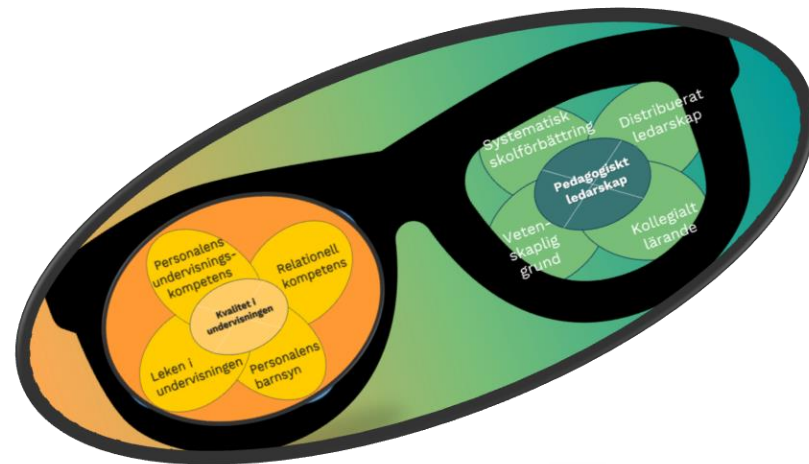 Personalens
undervisnings-
kompetens
Relationell
kompetens
Kvalitet i
undervisningen
Leken i
undervisningen
Personalens
barnsyn
Systematisk
skolförbättring
Distribuerat
ledarskap
Pedagogiskt
ledarskap
Veten-
skaplig
grund
Kollegialt
lärande